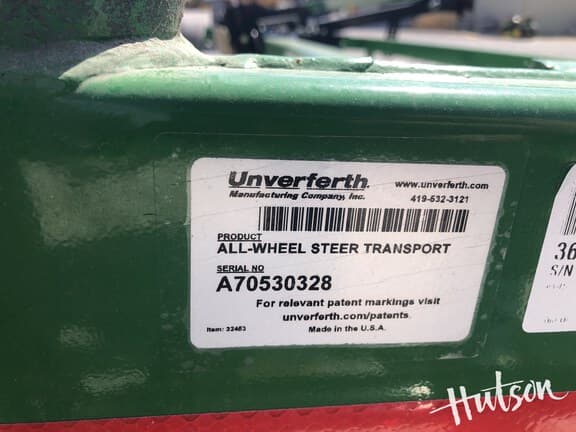 Unverferth
Manufacturing Company, Inc.
www.unverferth.com
419-532-3121
PRODUCT
ALL-WHEEL STEER TRANSPORT
SERIAL NO
A70530328
For relevant patent markings visit
unverferth.com/patents.
Item: 32463
Made in the U.S.A.
36
S/N
Hutson